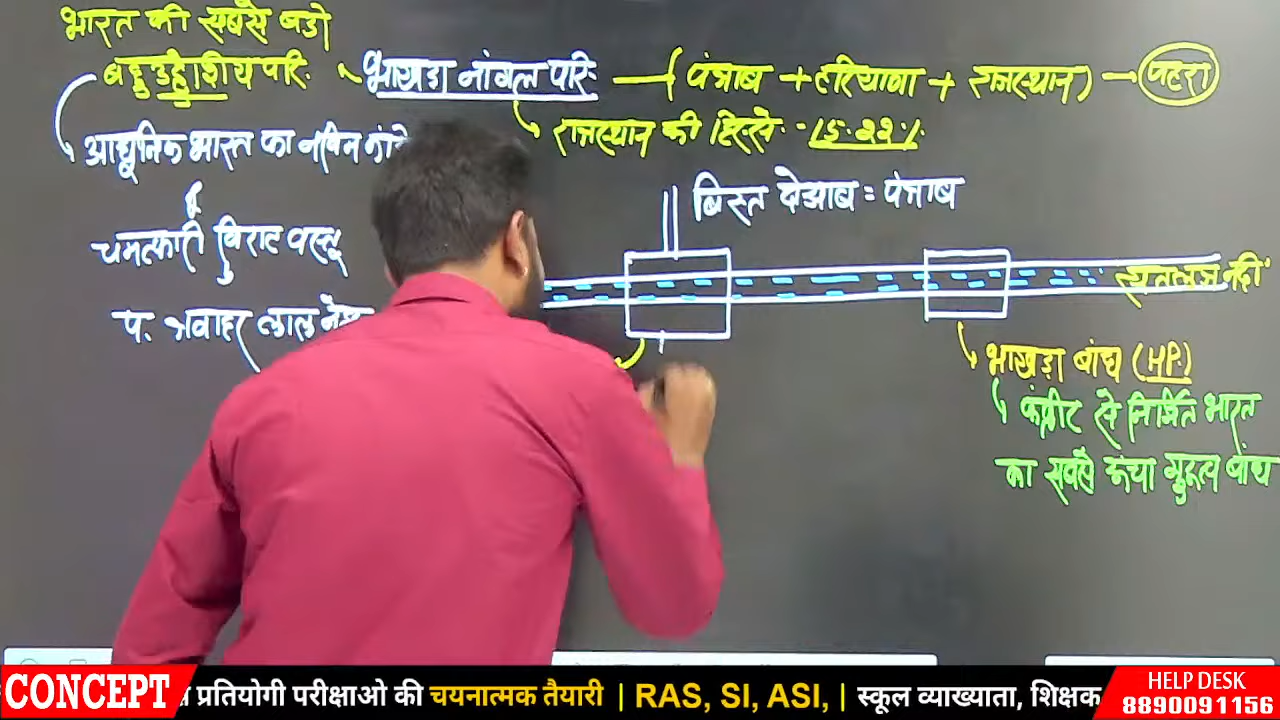 भारत की सबसे बडी
बहुउद्देशिय परि. भाखडा नांगल परि. (पंजाब + हरियाणा + राजस्थान)
राजस्थान की हिस्से - 15.22%
आधुनिक भारत का नविन
बिस्त दोआब = पंजाब
चमत्कारी विराट वस्तु
सतलज नदी
प. जवाहर लाल
भाखड़ा बांध (HP.)
कंक्रीट से निर्मित भारत
का सबसे ऊंचा गुरुत्व बांध
CONCEPT प्रतियोगी परीक्षाओ की चयनात्मक तैयारी | RAS, SI, ASI, | स्कूल व्याख्याता, शिक्षक
HELP DESK
8890091156